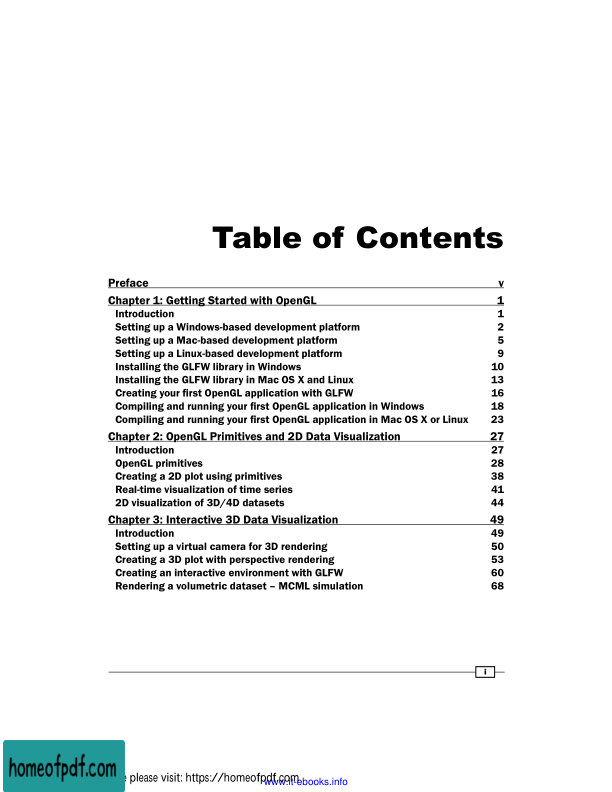 Table of Contents
Preface v
Chapter 1: Getting Started with OpenGL 1
Introduction 1
Setting up a Windows-based development platform 2
Setting up a Mac-based development platform 5
Setting up a Linux-based development platform 9
Installing the GLFW library in Windows 10
Installing the GLFW library in Mac OS X and Linux 13
Creating your first OpenGL application with GLFW 16
Compiling and running your first OpenGL application in Windows 18
Compiling and running your first OpenGL application in Mac OS X or Linux 23
Chapter 2: OpenGL Primitives and 2D Data Visualization 27
Introduction 27
OpenGL primitives 28
Creating a 2D plot using primitives 38
Real-time visualization of time series 41
2D visualization of 3D/4D datasets 44
Chapter 3: Interactive 3D Data Visualization 49
Introduction 49
Setting up a virtual camera for 3D rendering 50
Creating a 3D plot with perspective rendering 53
Creating an interactive environment with GLFW 60
Rendering a volumetric dataset – MCML simulation 68
i
homeofpdf.com
please visit: https://homeofpdf.com
www.it-ebooks.info